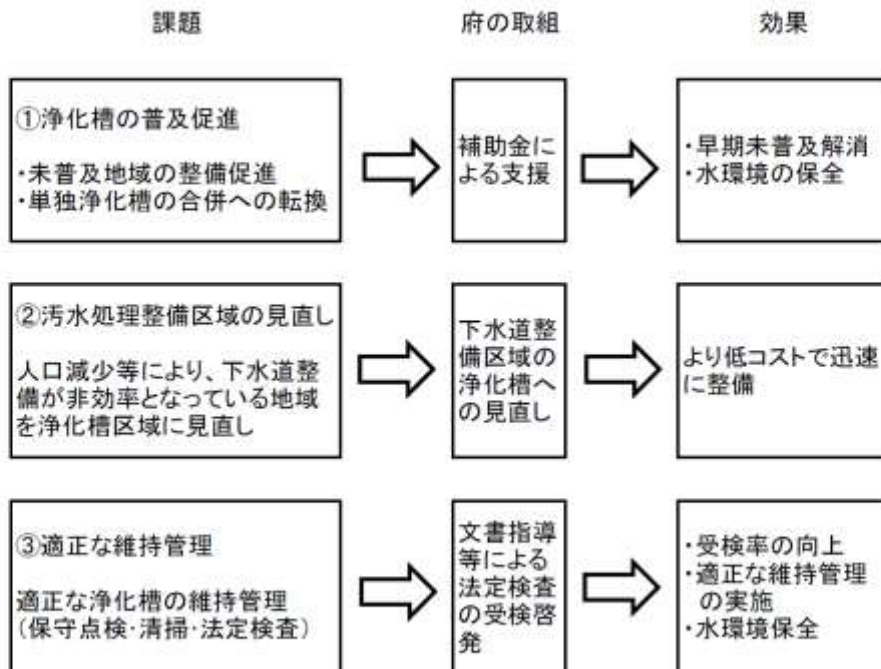 課題
府の取組
効果
①浄化槽の普及促進
・未普及地域の整備促進
・単独浄化槽の合併への転換
補助金に
よる支援
・早期未普及解消
・水環境の保全
②汚水処理整備区域の見直し
人口減少等により、下水道整
備が非効率となっている地域
を浄化槽区域に見直し
下水道整
備区域の
浄化槽へ
の見直し
より低コストで迅速
に整備
③適正な維持管理
適正な浄化槽の維持管理
（保守点検・清掃・法定検査）
文書指導
等による
法定検査
の受検啓
発
・受検率の向上
・適正な維持管理
の実施
・水環境保全